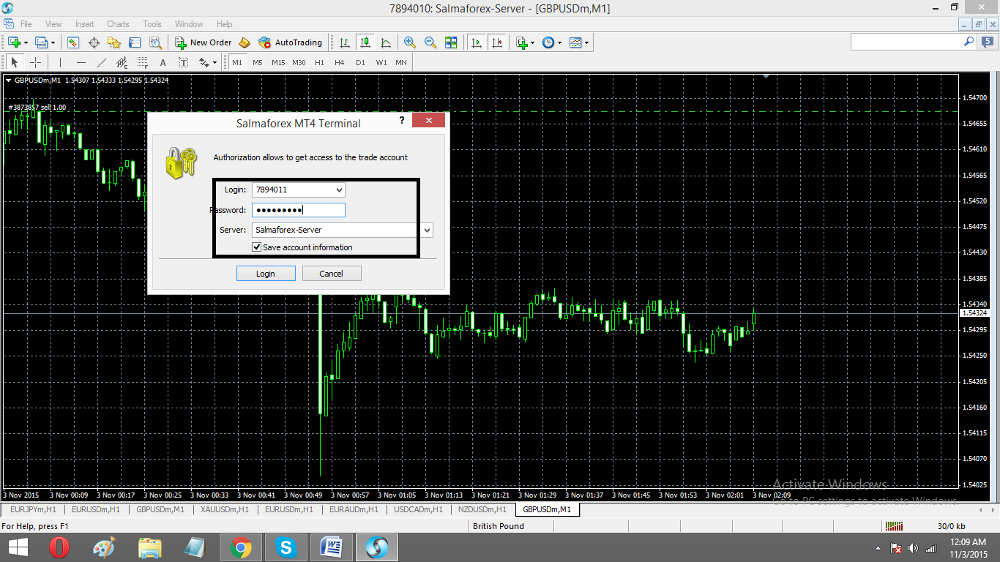 7894010: Salmaforex-Server - [GBPUSDm,M1]
File View Insert Charts Tools Window Help
New Order AutoTrading
5
A T
M1 M5 M15 M30 H1 H4 D1 W1 MN
GBPUSDm,M1 1.54307 1.54333 1.54295 1.54324
#3873857 sell 1.00
Salmaforex MT4 Terminal ?
Authorization allows to get access to the trade account
Login: 7894011
Password: •••••••••
Server: Salmaforex-Server
Save account information
Login Cancel
1.54700
1.54655
1.54610
1.54565
1.54520
1.54475
1.54430
1.54385
1.54340
1.54324
1.54295
1.54250
1.54205
1.54160
1.54115
1.54070
1.54025
3 Nov 2015 3 Nov 00:09 3 Nov 00:17 3 Nov 00:25 3 Nov 00:33 3 Nov 00:41 3 Nov 00:49 3 Nov 00:57 3 Nov 01:05 3 Nov 01:13 3 Nov 01:21 3 Nov 01:29 3 Nov 01:37 3 Nov 01:45 3 Nov 01:53 3 Nov 02:01 3 Nov 02:09
Activate Windows
Go to PC settings to activate Windows.
EURJPYm,H1 EURUSDm,H1 GBPUSDm,M1 XAUUSDm,H1 EURUSDm,H1 EURAUDm,H1 USDCADm,H1 NZDUSDm,H1 GBPUSDm,M1
For Help, press F1 British Pound 30/0 kb
12:09 AM
11/3/2015